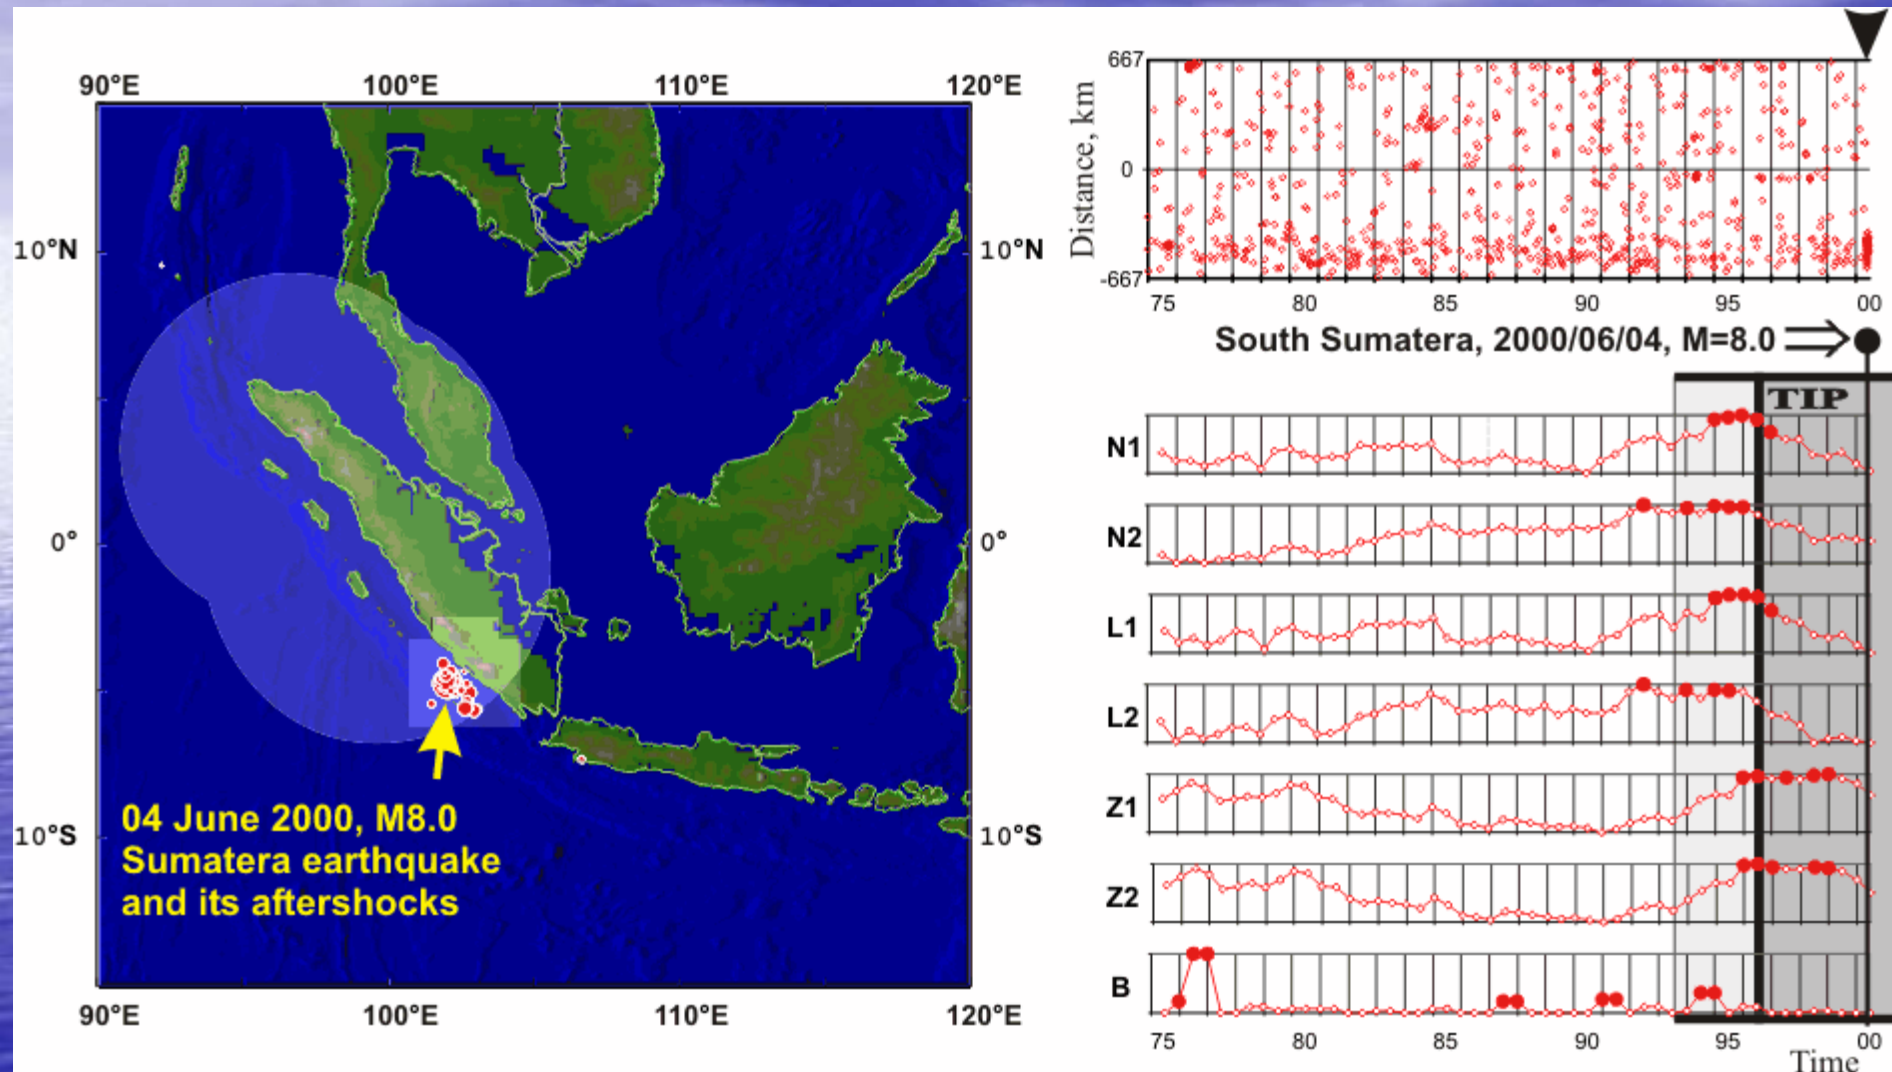 90°E 100°E 110°E 120°E
10°N 10°N
0° 0°
10°S 10°S
90°E 100°E 110°E 120°E
04 June 2000, M8.0
Sumatera earthquake
and its aftershocks
Distance, km
667
0
-667
75 80 85 90 95 00
South Sumatera, 2000/06/04, M=8.0
TIP
N1
N2
L1
L2
Z1
Z2
B
75 80 85 90 95 00
Time